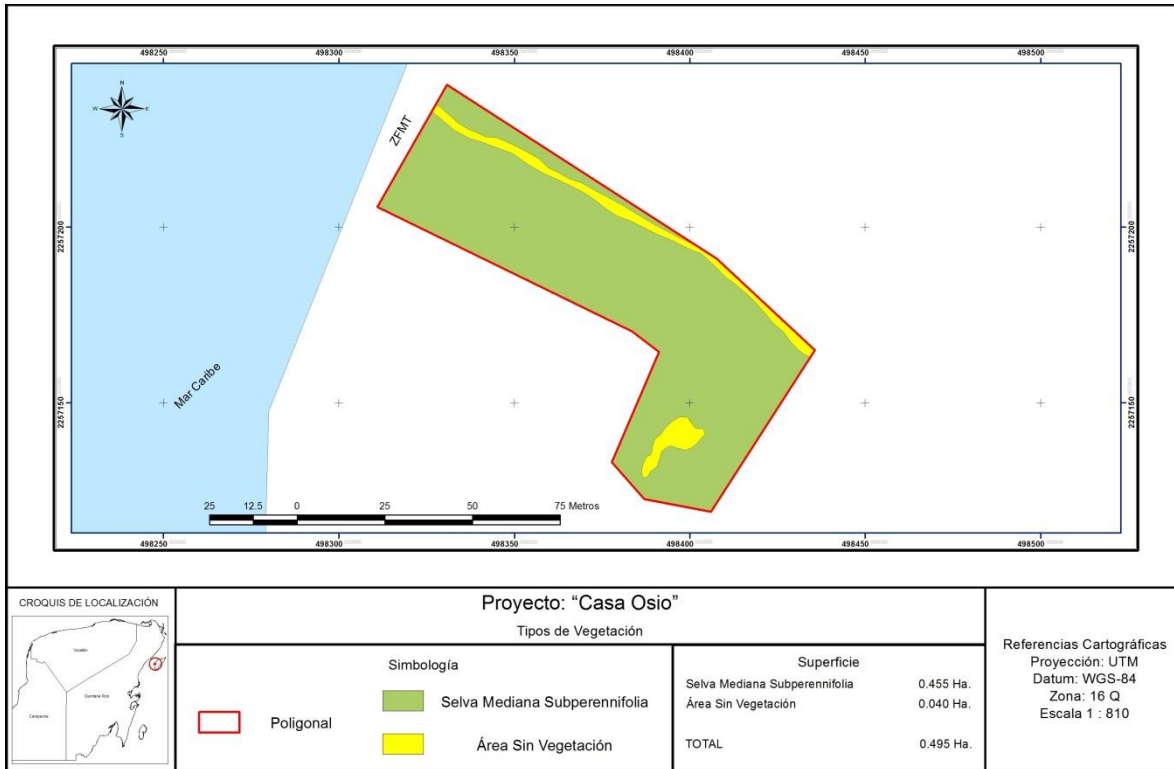 498250
498300
498350
498400
498450
498500
N
W
E
S
ZFMT
2257200
2257200
Mar Caribe
2257150
2257150
25 12.5 0 25 50 75 Metros
498250
498300
498350
498400
498450
498500
CROQUIS DE LOCALIZACIÓN
Yucatán
Quintana Roo
Campeche
Proyecto: “Casa Osio”
Tipos de Vegetación
Simbología
Poligonal
Selva Mediana Subperennifolia
Área Sin Vegetación
Superficie
Selva Mediana Subperennifolia 0.455 Ha.
Área Sin Vegetación 0.040 Ha.
TOTAL 0.495 Ha.
Referencias Cartográficas
Proyección: UTM
Datum: WGS-84
Zona: 16 Q
Escala 1 : 810